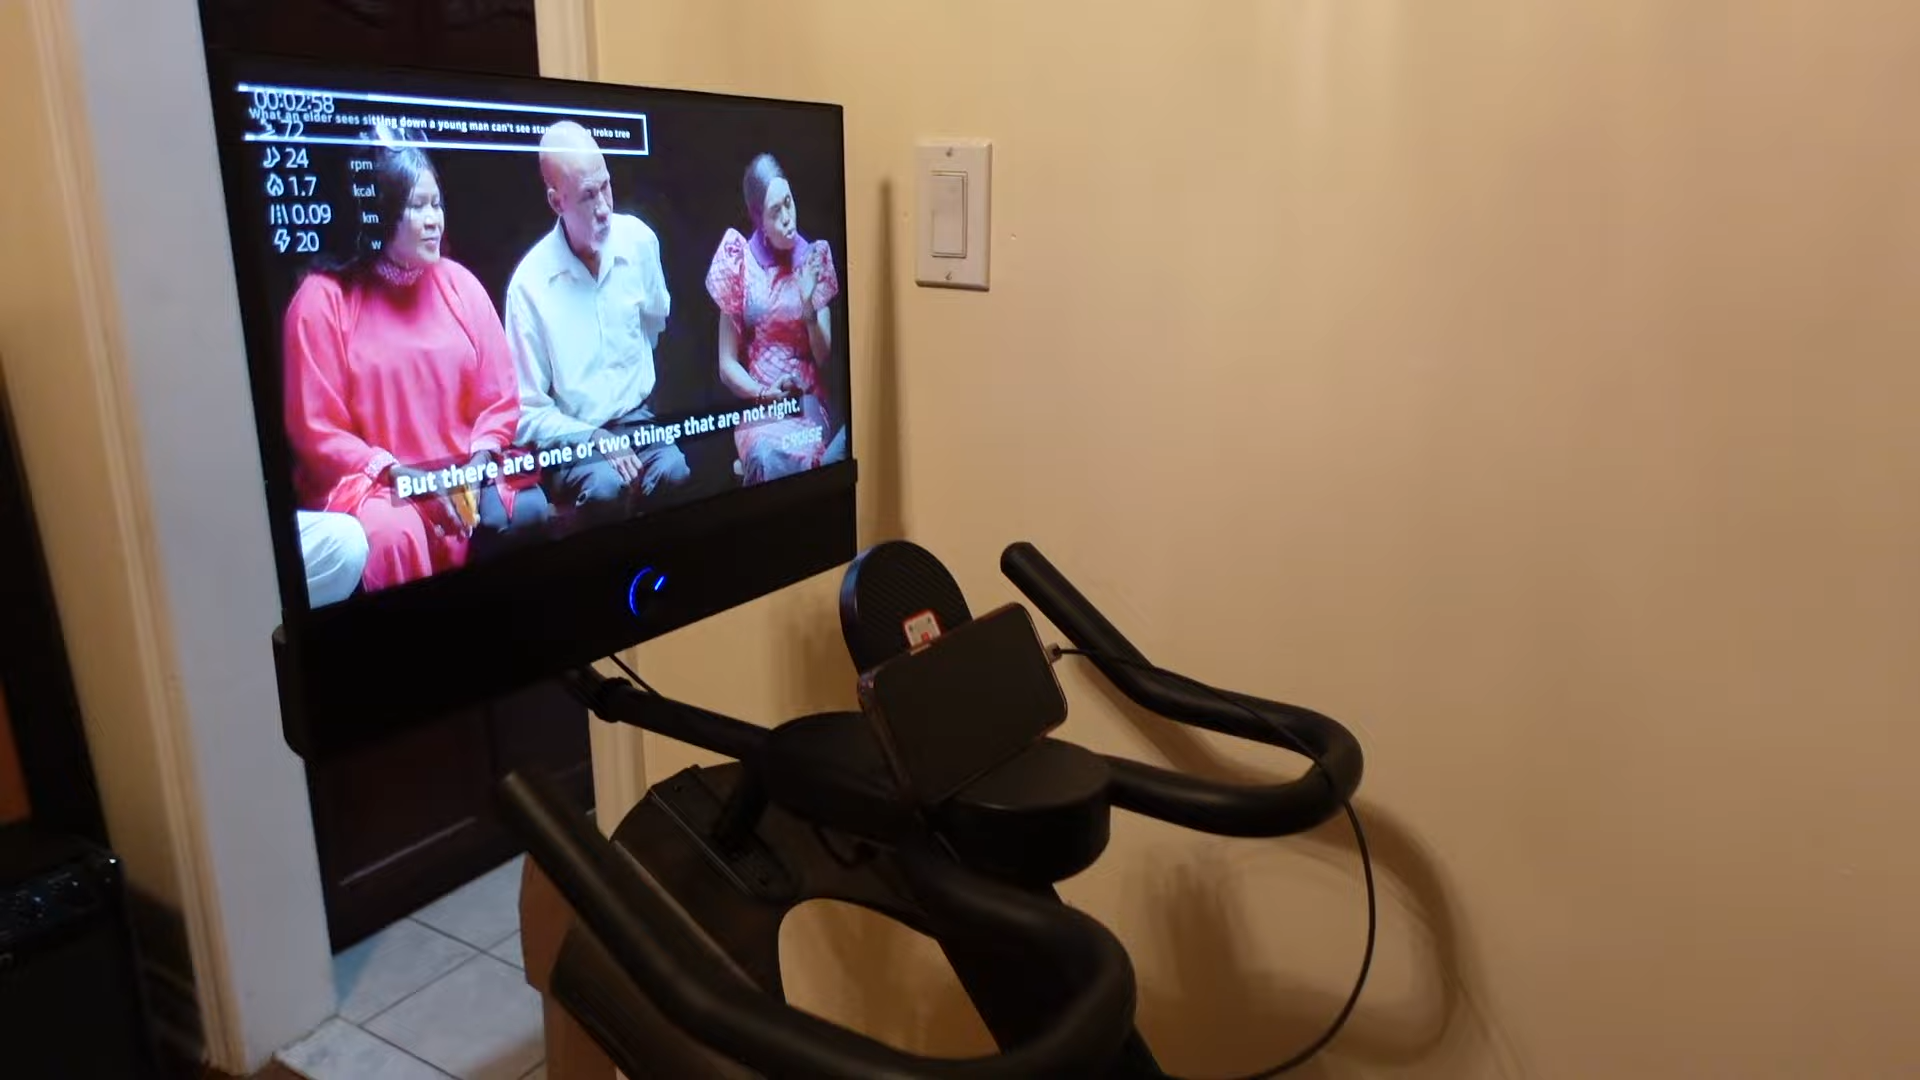 00:02:58
What an elder sees sitting down a young man can't see Iroko tree
72
24 rpm
1.7 kcal
0.09 km
20 w
But there are one or two things that are not right.
CRUISE